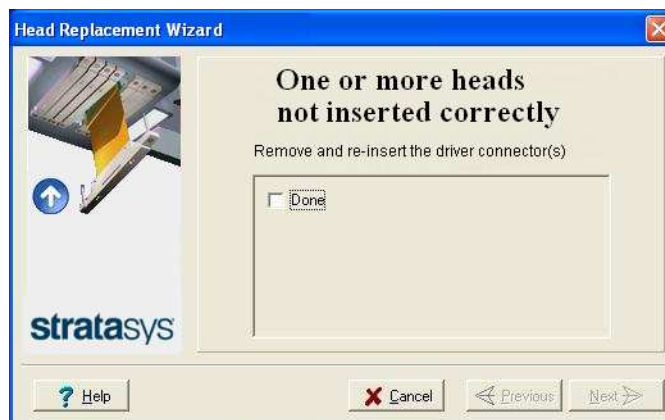 Head Replacement Wizard
One or more heads
not inserted correctly
Remove and re-insert the driver connector(s)
Done
stratasys
Help
Cancel
Previous
Next